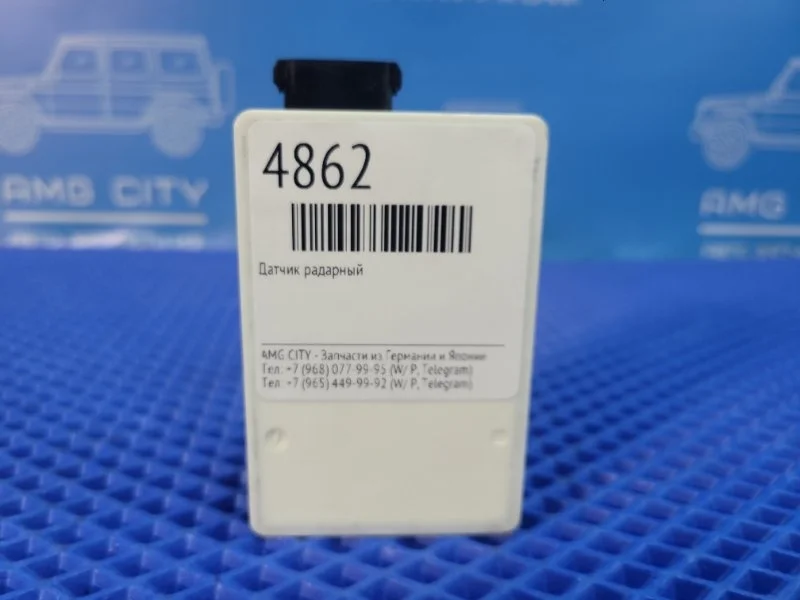 AMG CITY
AMG
4862
Датчик радарный
AMG CITY - Запчасти из Германии и Японии
Тел. +7 (968) 077-99-95 (W/P, Telegram)
Тел. +7 (965) 449-99-92 (W/P, Telegram)